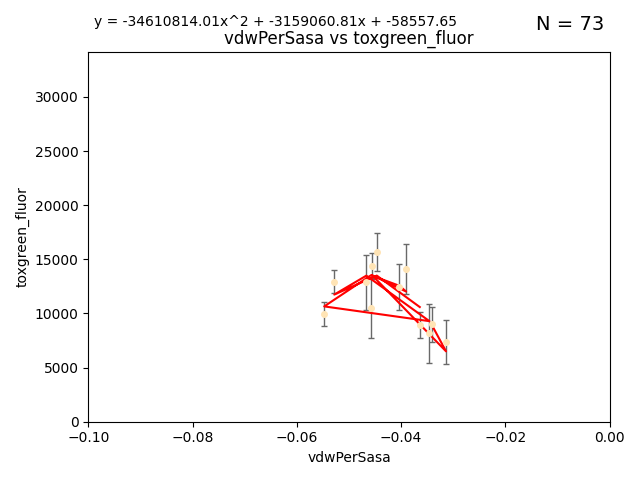 y = -34610814.01x^2 + -3159060.81x + -58557.65
N = 73
vdwPerSasa vs toxgreen_fluor
30000
25000
20000
15000
10000
5000
0
toxgreen_fluor
−0.10
−0.08
−0.06
−0.04
−0.02
0.00
vdwPerSasa